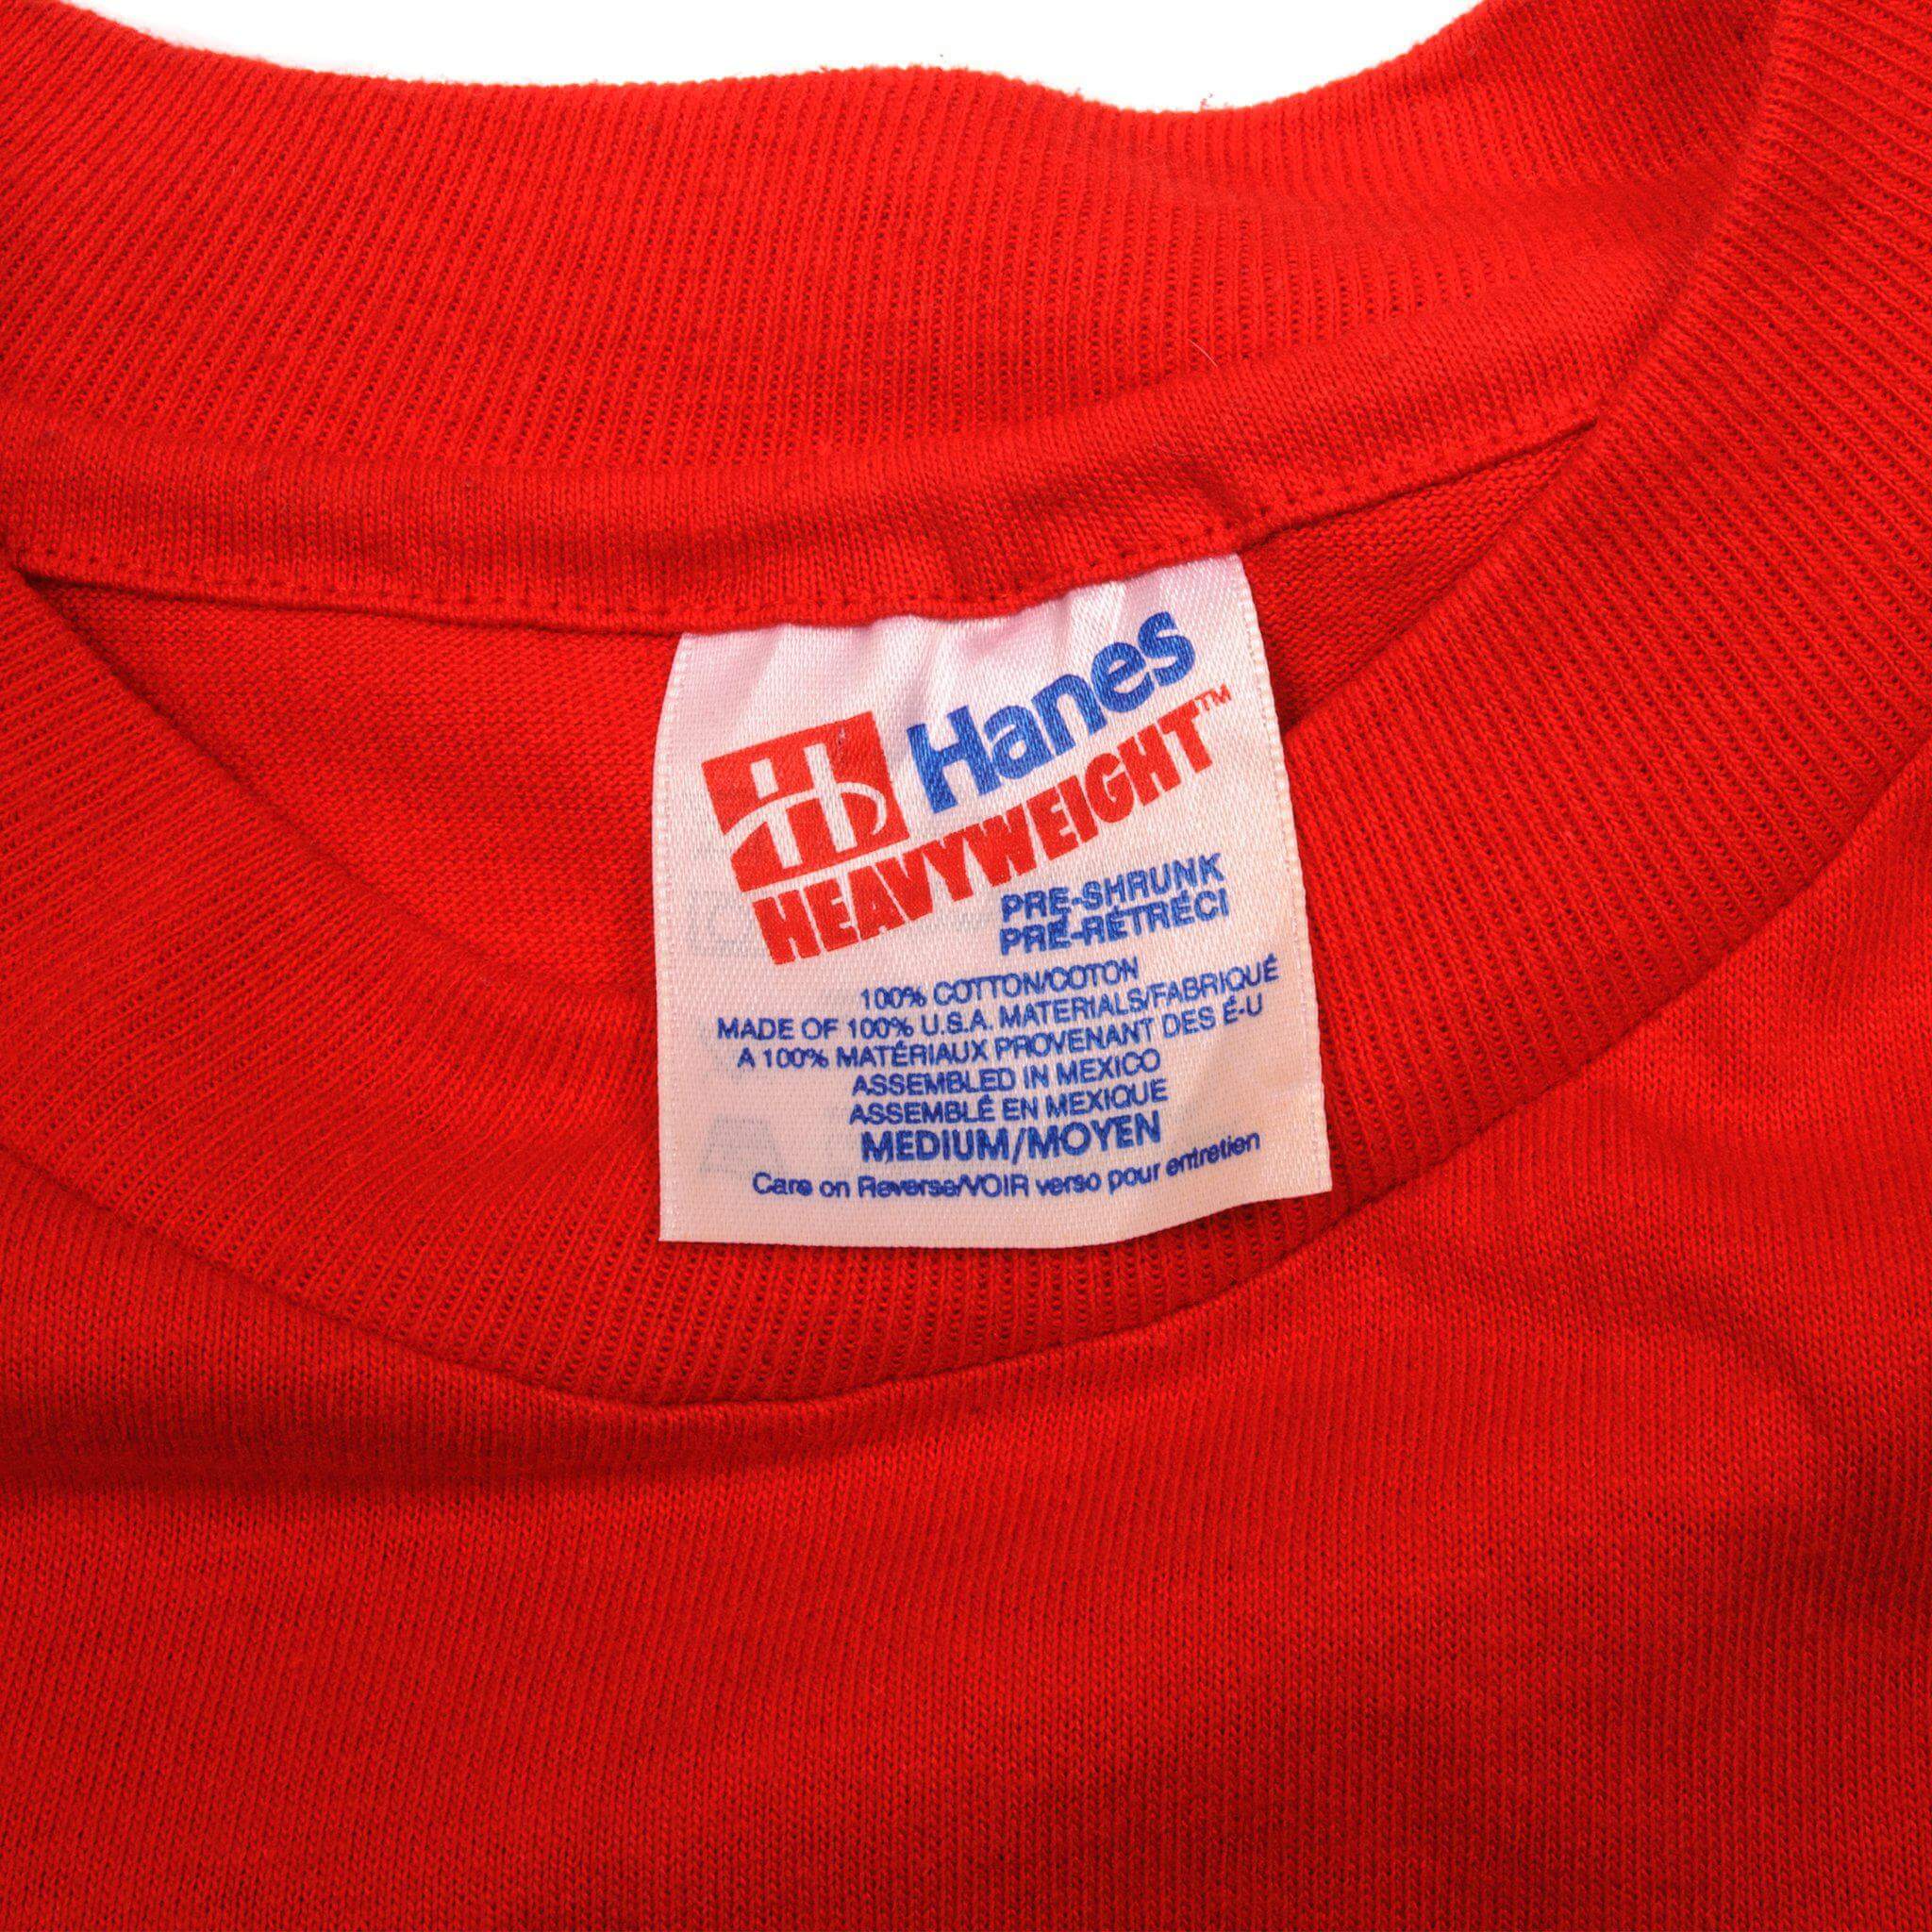 Hanes
HEAVYWEIGHT™
PRE-SHRUNK
PRÉ-RÉTRÉCI
100% COTTON/COTON
MADE OF 100% U.S.A. MATERIALS/FABRIQUÉ
A 100% MATÉRIAUX PROVENANT DES É-U
ASSEMBLED IN MEXICO
ASSEMBLÉ EN MEXIQUE
MEDIUM/MOYEN
Care on Reverse/VOIR verso pour entretien